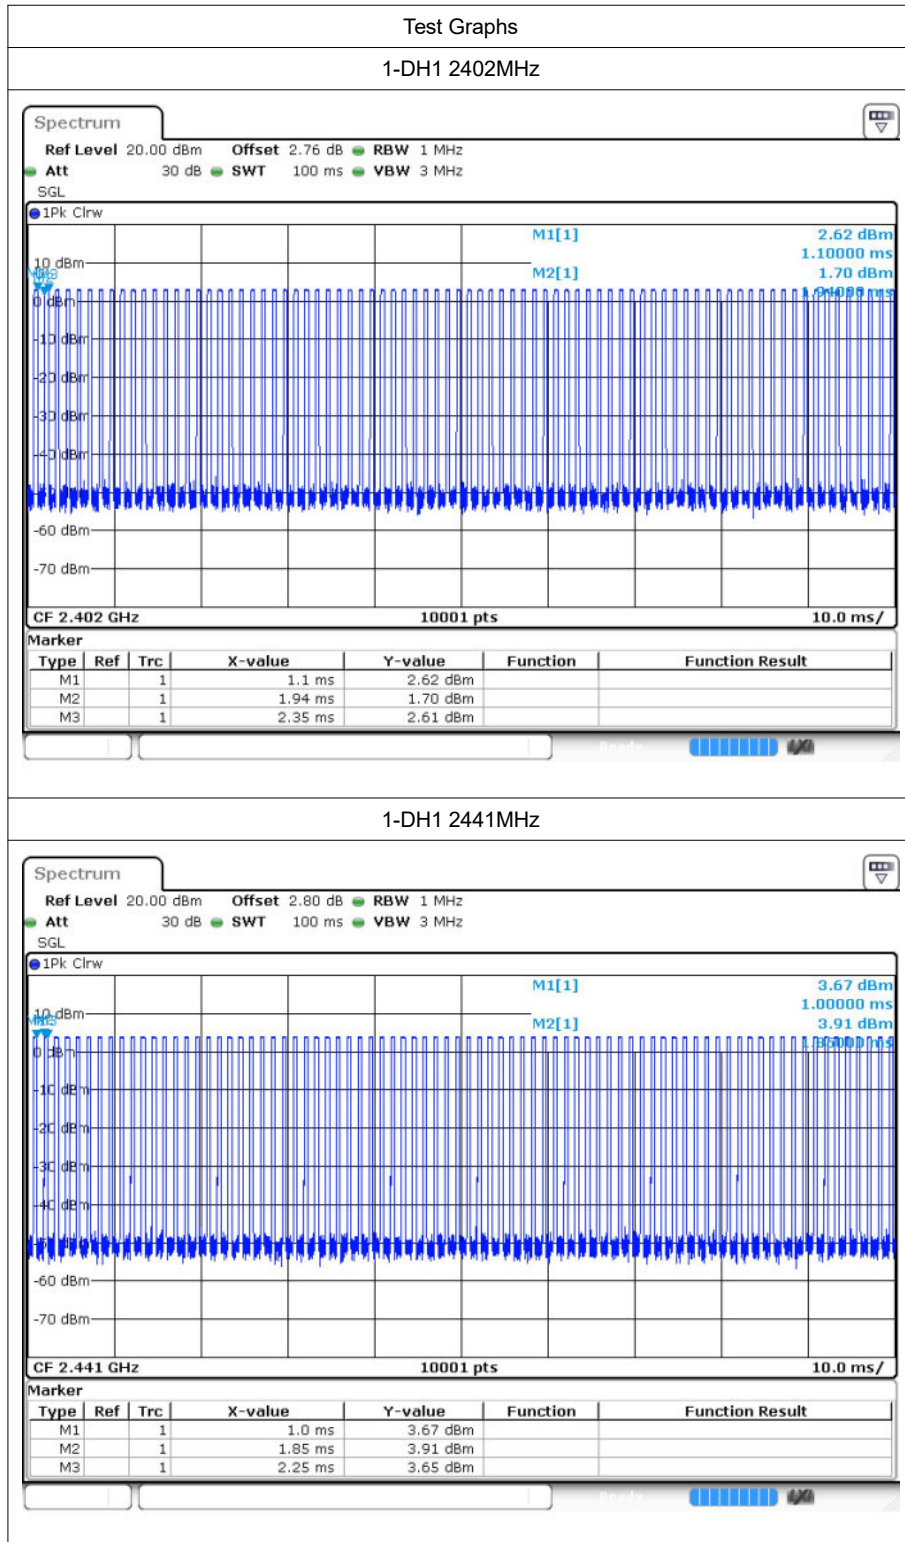 Test Graphs
1-DH1 2402MHz
Spectrum
Ref Level 20.00 dBm Offset 2.76 dB RBW 1 MHz
Att 30 dB SWT 100 ms VBW 3 MHz
SGL
1Pk Clrw
M1[1] 2.62 dBm
1.10000 ms
10 dBm
M2[1] 1.70 dBm
0 dBm
-10 dBm
-20 dBm
-30 dBm
-40 dBm
-60 dBm
-70 dBm
CF 2.402 GHz 10001 pts 10.0 ms/
Marker
Type Ref Trc X-value Y-value Function Function Result
M1 1 1.1 ms 2.62 dBm
M2 1 1.94 ms 1.70 dBm
M3 1 2.35 ms 2.61 dBm
Ready
1-DH1 2441MHz
Spectrum
Ref Level 20.00 dBm Offset 2.80 dB RBW 1 MHz
Att 30 dB SWT 100 ms VBW 3 MHz
SGL
1Pk Clrw
M1[1] 3.67 dBm
1.00000 ms
10 dBm
M2[1] 3.91 dBm
0 dBm
1.85000 ms
-10 dBm
-20 dBm
-30 dBm
-40 dBm
-60 dBm
-70 dBm
CF 2.441 GHz 10001 pts 10.0 ms/
Marker
Type Ref Trc X-value Y-value Function Function Result
M1 1 1.0 ms 3.67 dBm
M2 1 1.85 ms 3.91 dBm
M3 1 2.25 ms 3.65 dBm
Ready